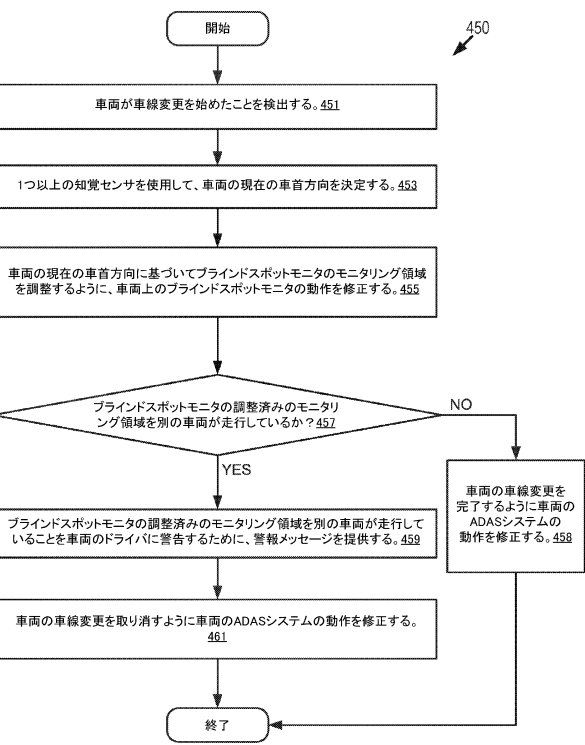 開始
450
車両が車線変更を始めたことを検出する。451
1つ以上の知覚センサを使用して、車両の現在の車首方向を決定する。453
車両の現在の車首方向に基づいてブラインドスポットモニタのモニタリング領域
を調整するように、車両上のブラインドスポットモニタの動作を修正する。455
ブラインドスポットモニタの調整済みのモニタリ
ング領域を別の車両が走行しているか?457
NO
YES
車両の車線変更を
完了するように車両の
ADASシステムの
動作を修正する。458
ブラインドスポットモニタの調整済みのモニタリング領域を別の車両が走行して
いることを車両のドライバに警告するために、警報メッセージを提供する。459
車両の車線変更を取り消すように車両のADASシステムの動作を修正する。
461
終了